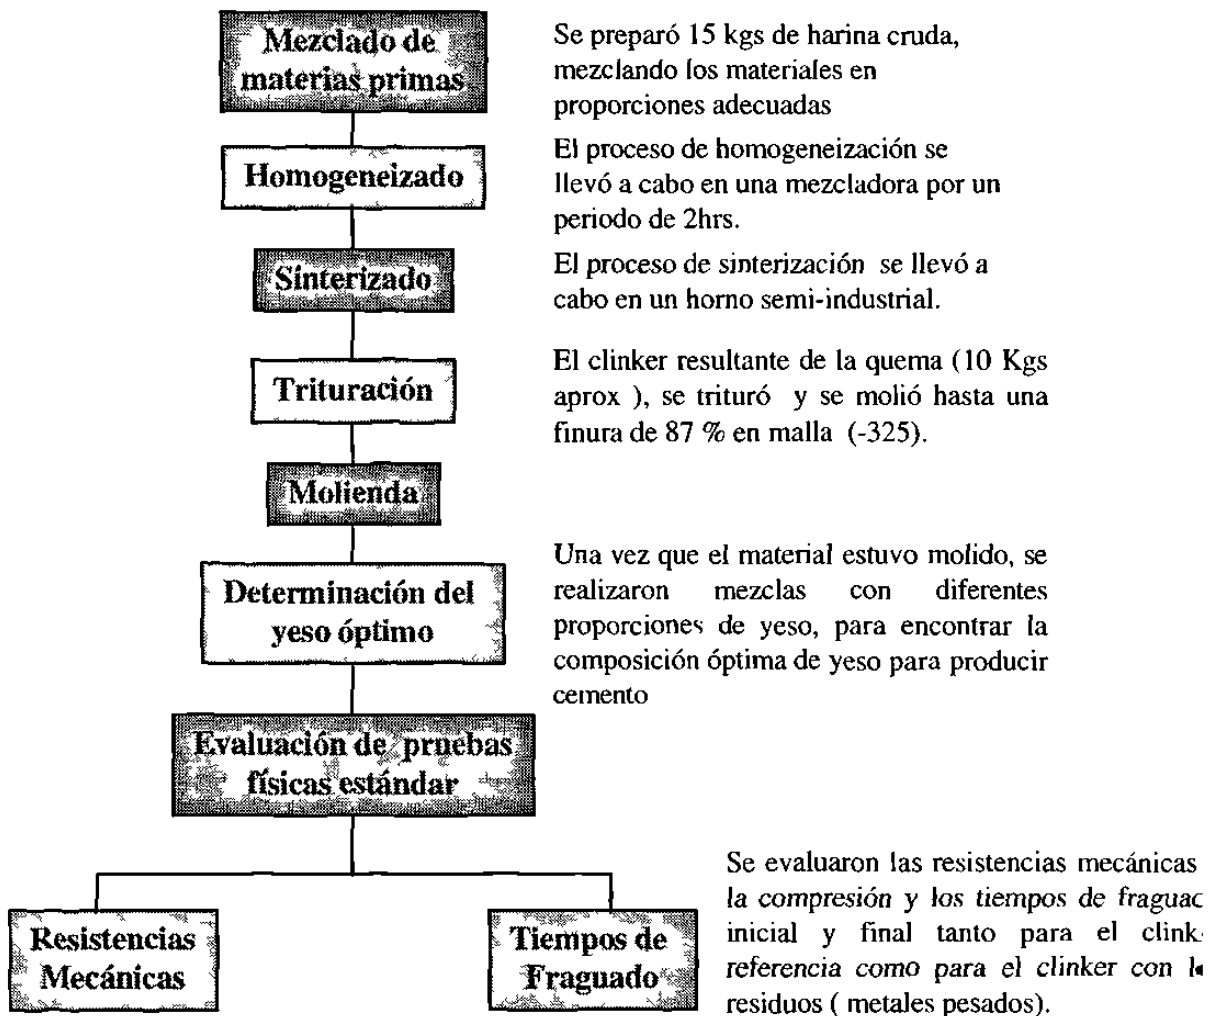 Mezclado de
materias primas
Se preparó 15 kgs de harina cruda,
mezclando los materiales en
proporciones adecuadas
Homogeneizado
El proceso de homogeneización se
llevó a cabo en una mezcladora por un
periodo de 2hrs.
Sinterizado
El proceso de sinterización se llevó a
cabo en un horno semi-industrial.
Trituración
El clinker resultante de la quema (10 Kgs
aprox ), se trituró y se molió hasta una
finura de 87 % en malla (-325).
Molienda
Determinación del
yeso óptimo
Una vez que el material estuvo molido, se
realizaron mezclas con diferentes
proporciones de yeso, para encontrar la
composición óptima de yeso para producir
cemento
Evaluación de pruebas
físicas estándar
Resistencias
Mecánicas
Tiempos de
Fraguado
Se evaluaron las resistencias mecánicas
la compresión y los tiempos de fraguad
inicial y final tanto para el clink
referencia como para el clinker con l
residuos ( metales pesados).